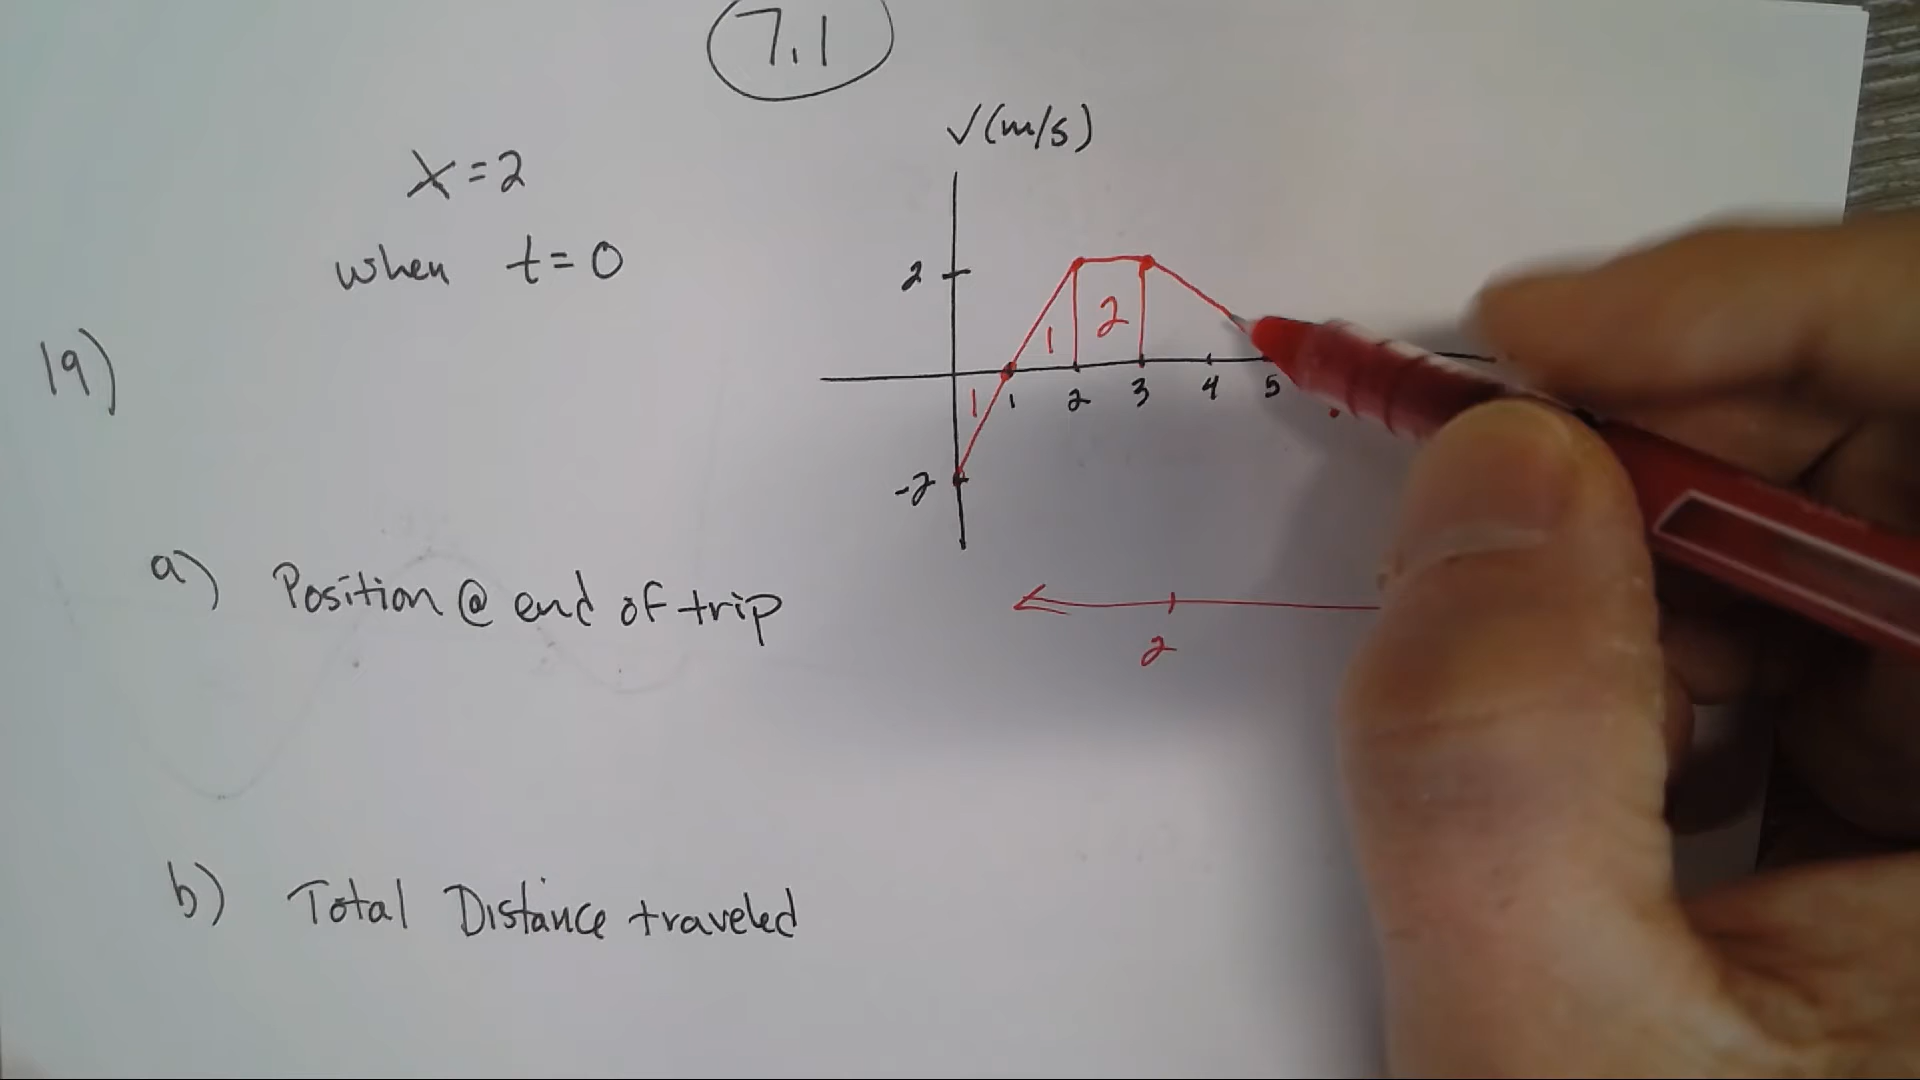 7.1
V(m/s)
x=2
when t=0
2
1 2
19)
1 1 2 3 4 5
-2
a) Position @ end of trip
2
b) Total Distance traveled